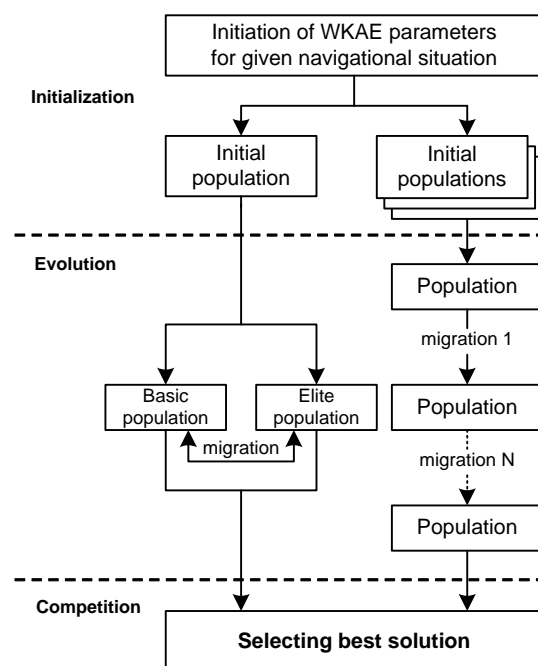 Initiation of WKAE parameters
for given navigational situation
Initialization
Initial
population
Initial
populations
Evolution
Population
migration 1
Basic
population
Elite
population
Population
migration
migration N
Population
Competition
Selecting best solution